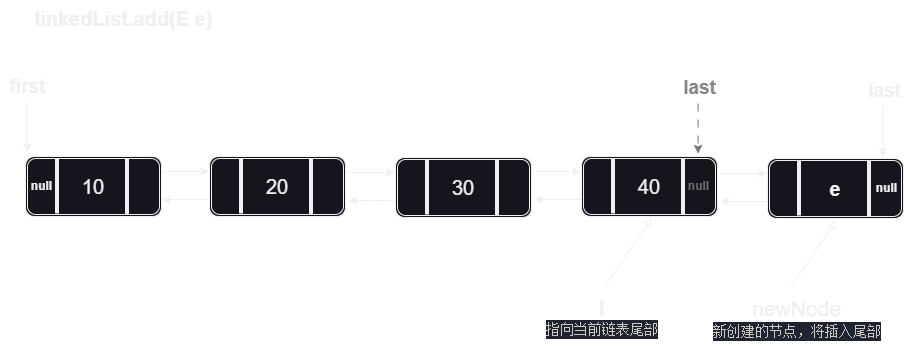 linkedList.add(E e)
first
last
last
null
10
20
30
40
null
e
null
l
newNode
指向当前链表尾部
新创建的节点，将插入尾部